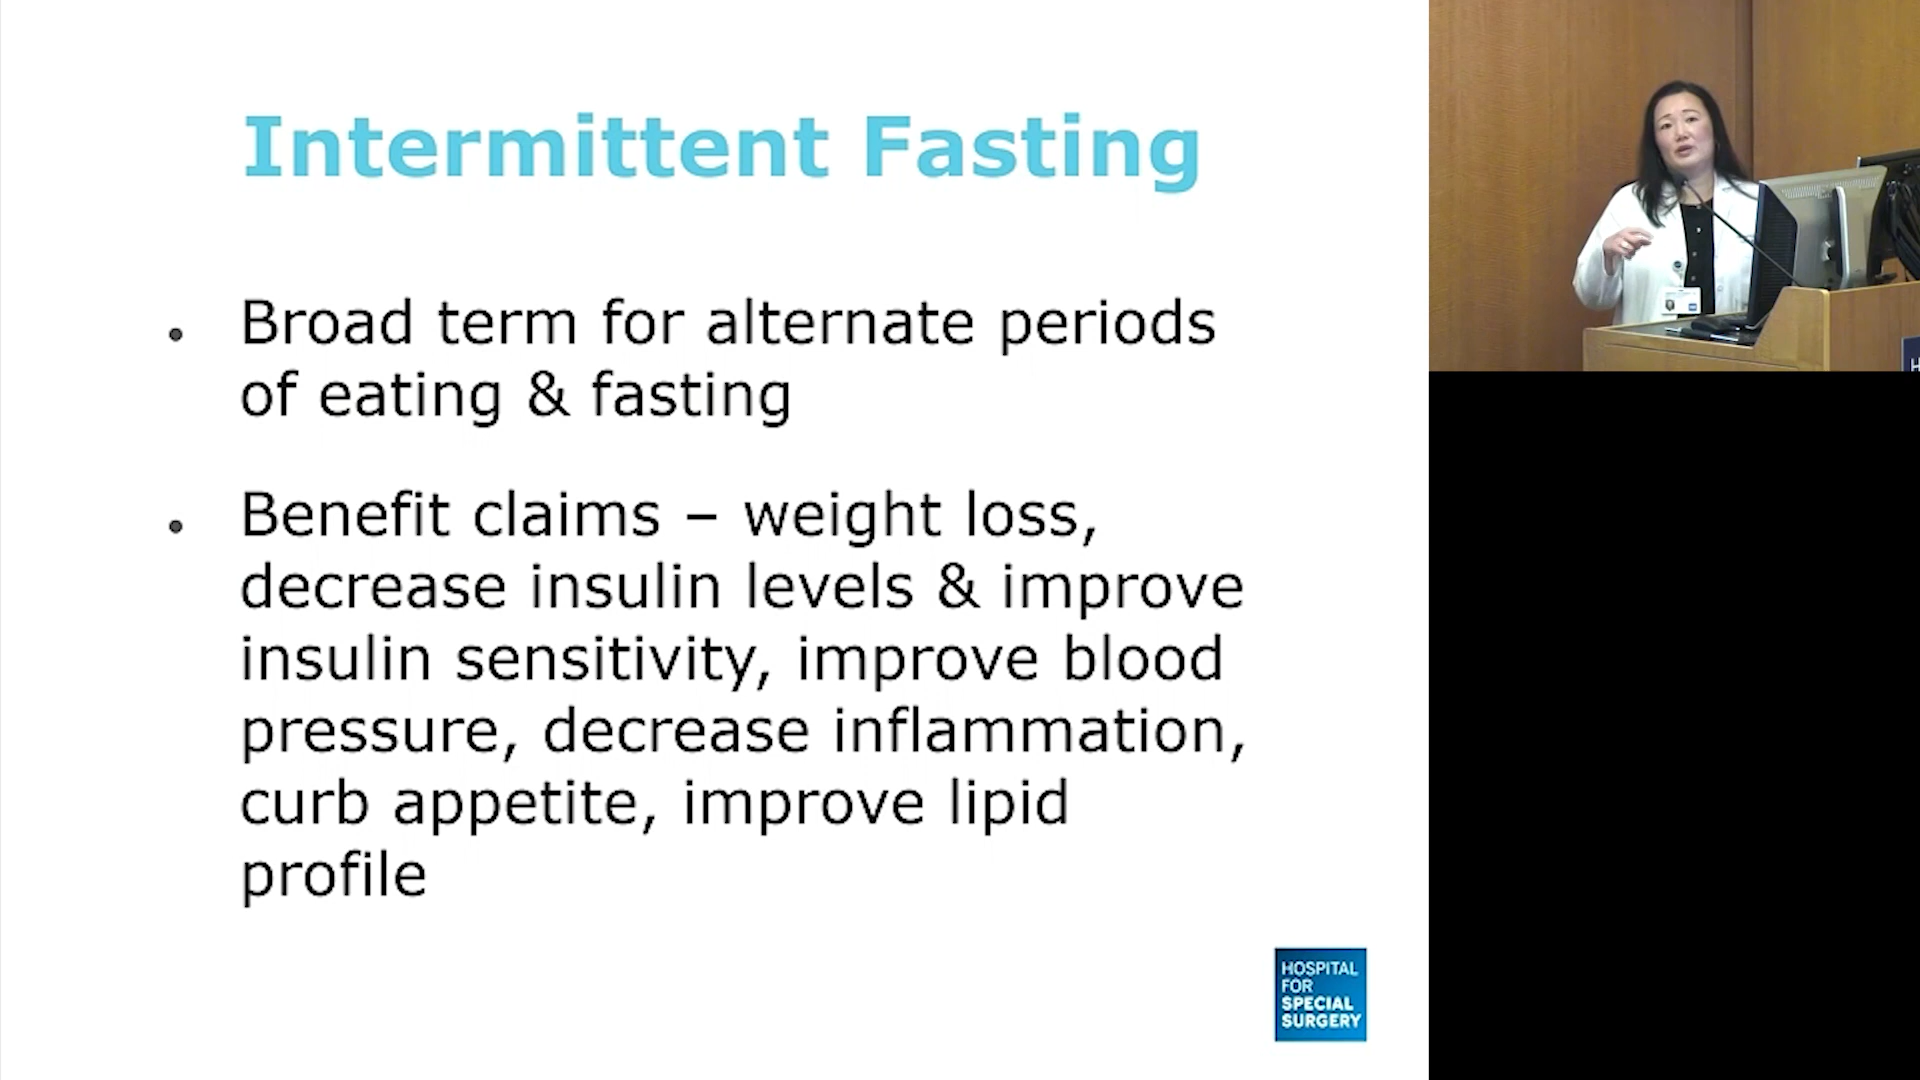 Intermittent Fasting
• Broad term for alternate periods
of eating & fasting
• Benefit claims – weight loss,
decrease insulin levels & improve
insulin sensitivity, improve blood
pressure, decrease inflammation,
curb appetite, improve lipid
profile
HOSPITAL
FOR
SPECIAL
SURGERY
H